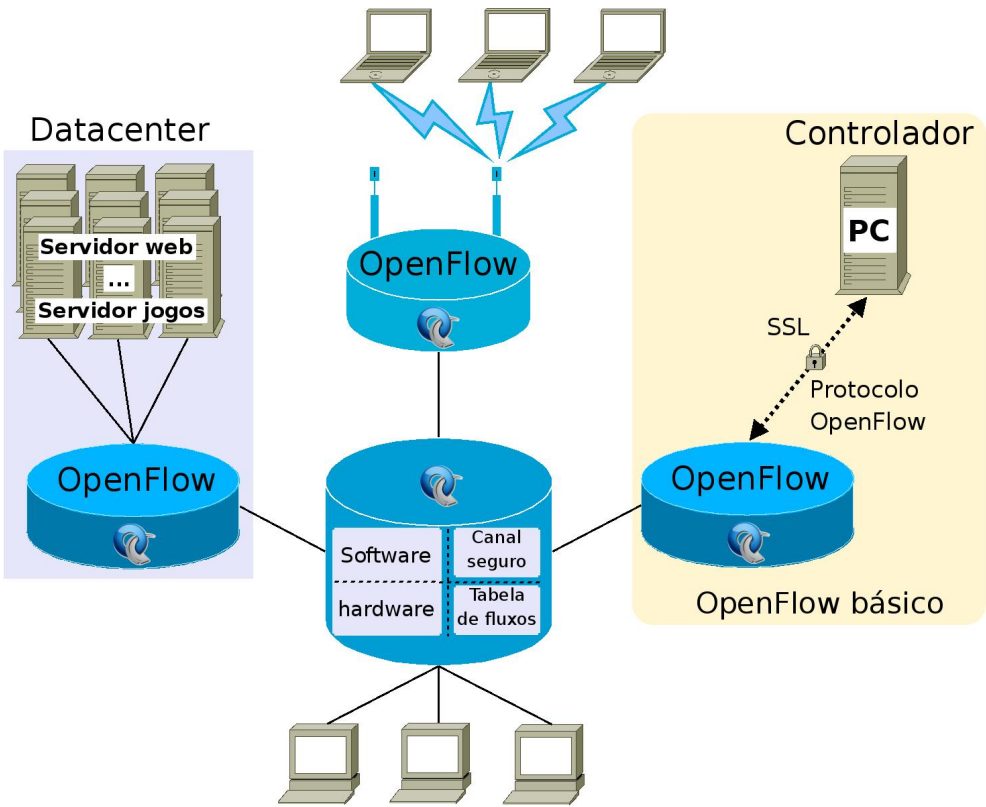 Datacenter
Servidor web
...
Servidor jogos
OpenFlow
OpenFlow
Software
Canal
seguro
hardware
Tabela
de fluxos
Controlador
PC
SSL
Protocolo
OpenFlow
OpenFlow
OpenFlow básico